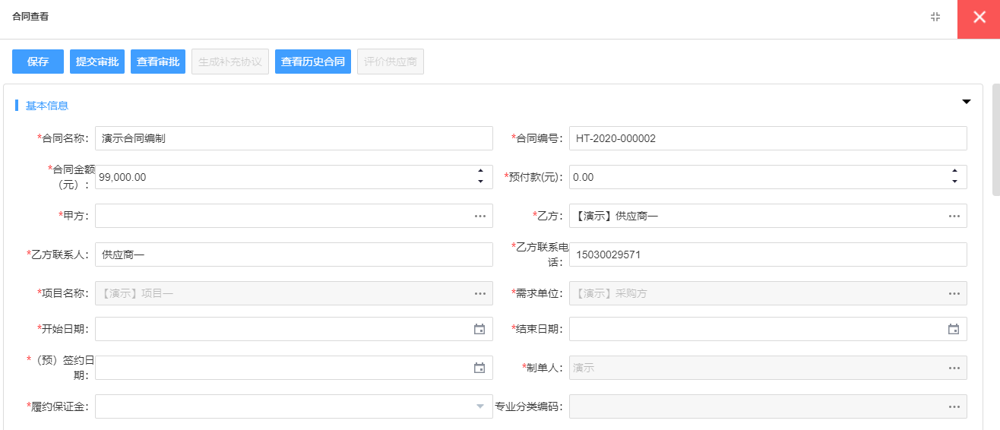 合同查看
保存 提交审批 查看审批 生成补充协议 查看历史合同 评价供应商
基本信息
*合同名称： 演示合同编制 *合同编号： HT-2020-000002
*合同金额（元）： 99,000.00 *预付款(元)： 0.00
*甲方： *乙方： 【演示】供应商一
*乙方联系人： 供应商一 *乙方联系电话： 15030029571
*项目名称： 【演示】项目一 *需求单位： 【演示】采购方
*开始日期： *结束日期：
*（预）签约日期： *制单人： 演示
*履约保证金： 专业分类编码：